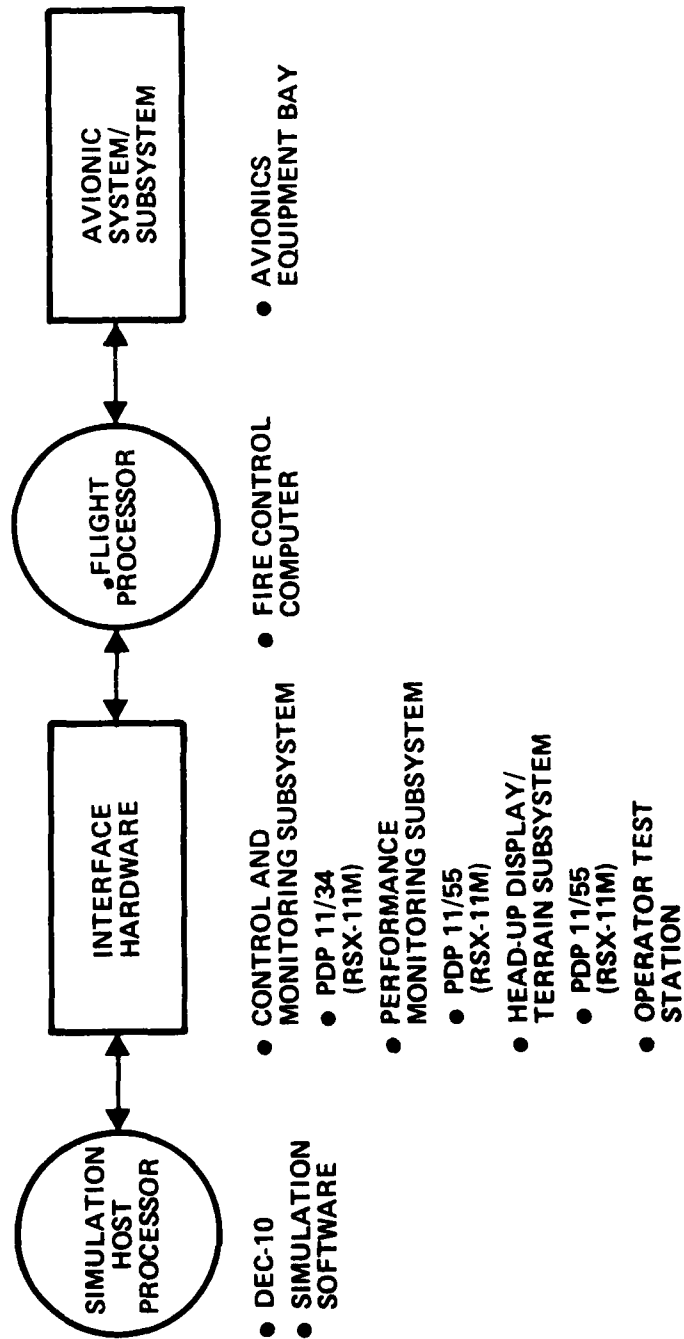 SIMULATION
HOST
PROCESSOR
INTERFACE
HARDWARE
•FLIGHT
PROCESSOR
AVIONIC
SYSTEM/
SUBSYSTEM
• DEC-10
• SIMULATION
SOFTWARE
• CONTROL AND
MONITORING SUBSYSTEM
• PDP 11/34
(RSX-11M)
• PERFORMANCE
MONITORING SUBSYSTEM
• PDP 11/55
(RSX-11M)
• HEAD-UP DISPLAY/
TERRAIN SUBSYSTEM
• PDP 11/55
(RSX-11M)
• OPERATOR TEST
STATION
• FIRE CONTROL
COMPUTER
• AVIONICS
EQUIPMENT BAY